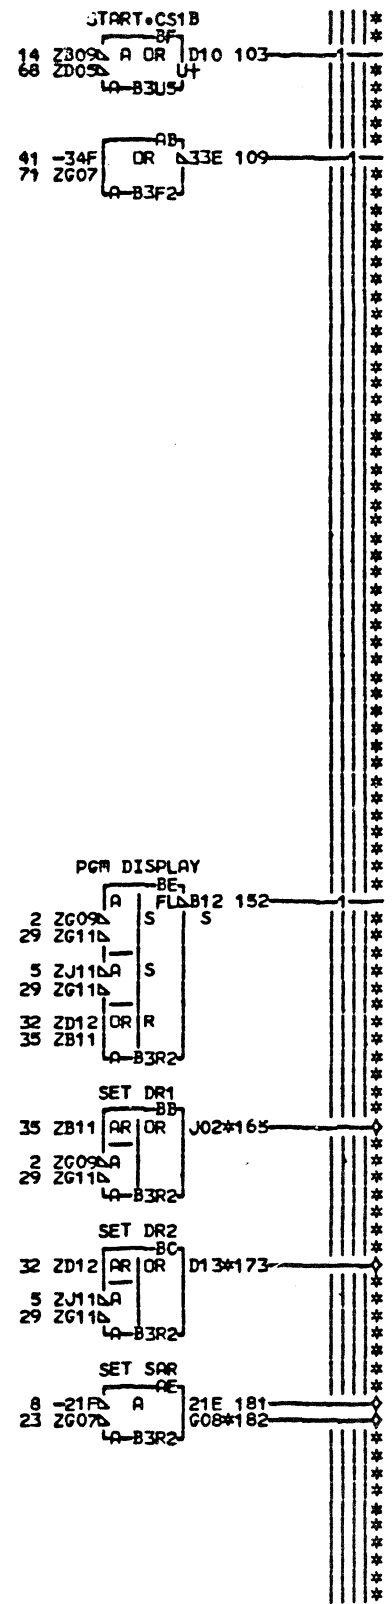 START•CS1B
BF
14 ZB09 A OR D10 103
68 ZD05 U+
A-B3U5
AB
41 -34F OR 33E 109
71 ZG07
A-B3F2
PGM DISPLAY
BE
A FL B12 152
2 ZG09 S S
29 ZG11
5 ZJ11 A S
29 ZG11
32 ZD12 OR R
35 ZB11
A-B3R2
SET DR1
BB
35 ZB11 AR OR J02*165
2 ZG09 A
29 ZG11
A-B3R2
SET DR2
BC
32 ZD12 AR OR D13*173
5 ZJ11 A
29 ZG11
A-B3R2
SET SAR
AE
8 -21F A 21E 181
23 ZG07 G08*182
A-B3R2